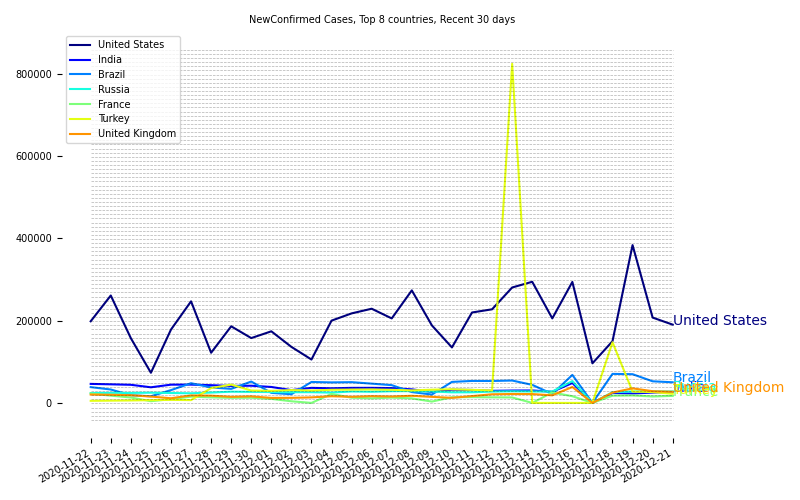 NewConfirmed Cases, Top 8 countries, Recent 30 days
United States
India
Brazil
Russia
France
Turkey
United Kingdom
800000
600000
400000
200000
0
United States
Brazil
United Kingdom
France
2020-11-22
2020-11-23
2020-11-24
2020-11-25
2020-11-26
2020-11-27
2020-11-28
2020-11-29
2020-11-30
2020-12-01
2020-12-02
2020-12-03
2020-12-04
2020-12-05
2020-12-06
2020-12-07
2020-12-08
2020-12-09
2020-12-10
2020-12-11
2020-12-12
2020-12-13
2020-12-14
2020-12-15
2020-12-16
2020-12-17
2020-12-18
2020-12-19
2020-12-20
2020-12-21